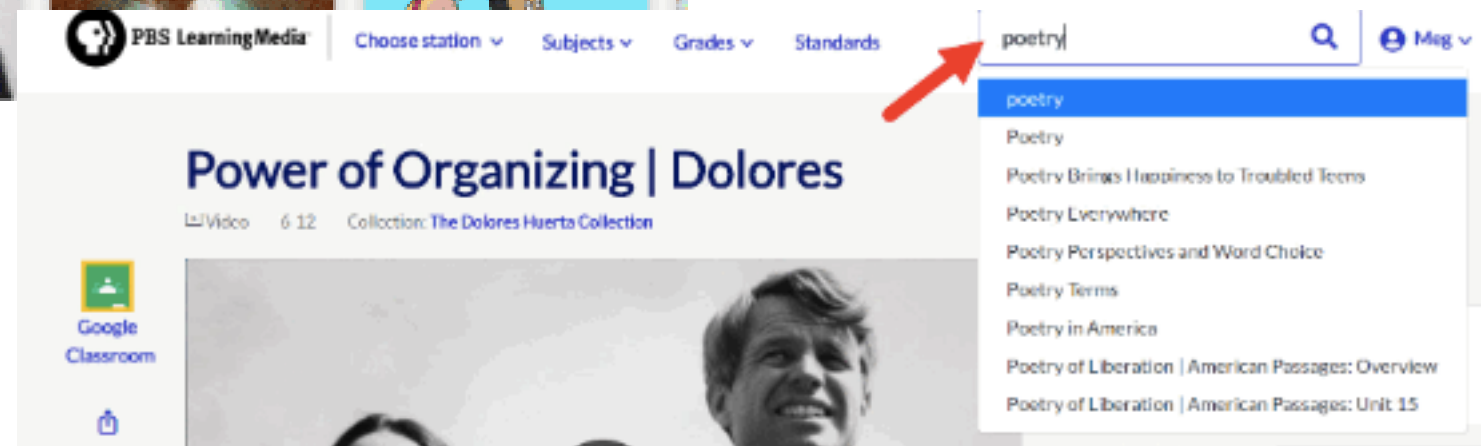 PBS LearningMedia Choose station Subjects Grades Standards poetry Meg
poetry
Poetry
Poetry Brings Happiness to Troubled Teens
Poetry Everywhere
Poetry Perspectives and Word Choice
Poetry Terms
Poetry in America
Poetry of Liberation | American Passages: Overview
Poetry of Liberation | American Passages: Unit 15
Power of Organizing | Dolores
Video 6-12 Collection: The Dolores Huerta Collection
Google
Classroom